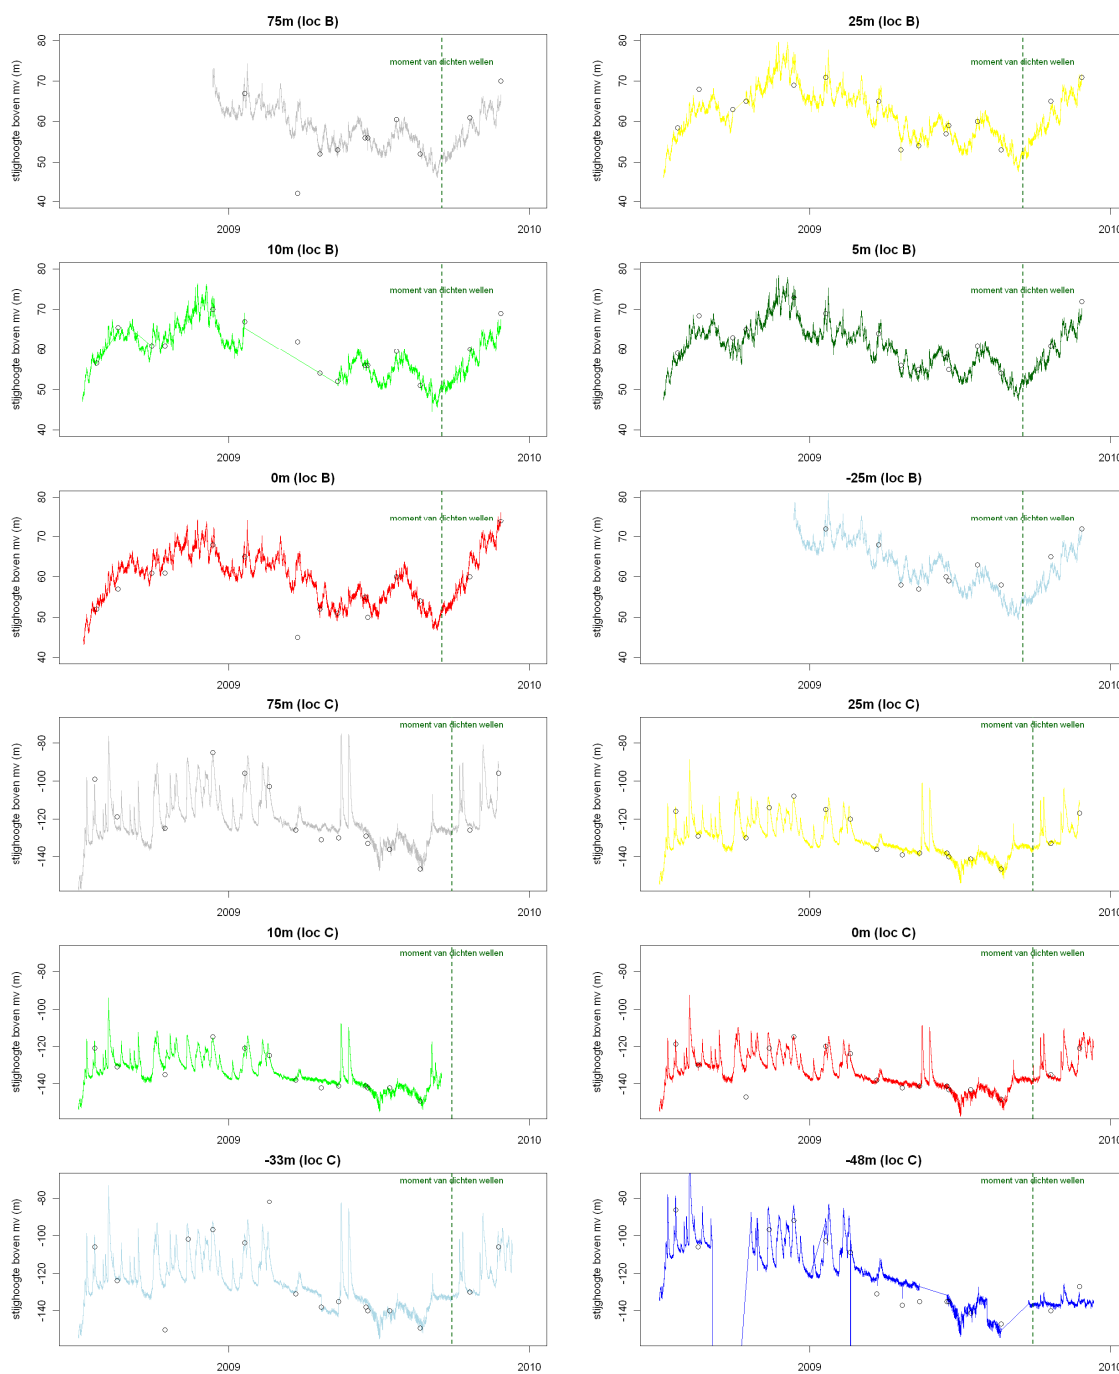 75m (loc B)
stijghoogte boven mv (m)
40 50 60 70 80
moment van dichten wellen
2009 2010
25m (loc B)
stijghoogte boven mv (m)
40 50 60 70 80
moment van dichten wellen
2009 2010
10m (loc B)
stijghoogte boven mv (m)
40 50 60 70 80
moment van dichten wellen
2009 2010
5m (loc B)
stijghoogte boven mv (m)
40 50 60 70 80
moment van dichten wellen
2009 2010
0m (loc B)
stijghoogte boven mv (m)
40 50 60 70 80
moment van dichten wellen
2009 2010
-25m (loc B)
stijghoogte boven mv (m)
40 50 60 70 80
moment van dichten wellen
2009 2010
75m (loc C)
stijghoogte boven mv (m)
-140 -120 -100 -80
moment van dichten wellen
2009 2010
25m (loc C)
stijghoogte boven mv (m)
-140 -120 -100 -80
moment van dichten wellen
2009 2010
10m (loc C)
stijghoogte boven mv (m)
-140 -120 -100 -80
moment van dichten wellen
2009 2010
0m (loc C)
stijghoogte boven mv (m)
-140 -120 -100 -80
moment van dichten wellen
2009 2010
-33m (loc C)
stijghoogte boven mv (m)
-140 -120 -100 -80
moment van dichten wellen
2009 2010
-48m (loc C)
stijghoogte boven mv (m)
-140 -120 -100 -80
moment van dichten wellen
2009 2010